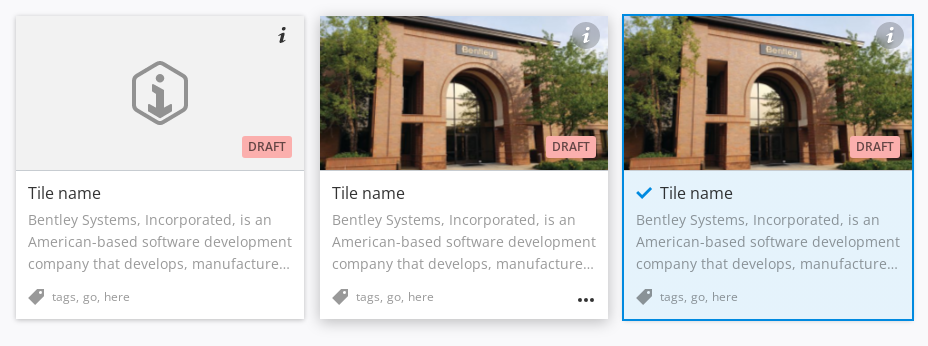 i
DRAFT
Tile name
Bentley Systems, Incorporated, is an
American-based software development
company that develops, manufacture...
tags, go, here
i
Bentley
DRAFT
Tile name
Bentley Systems, Incorporated, is an
American-based software development
company that develops, manufacture...
tags, go, here
i
Bentley
DRAFT
Tile name
Bentley Systems, Incorporated, is an
American-based software development
company that develops, manufacture...
tags, go, here